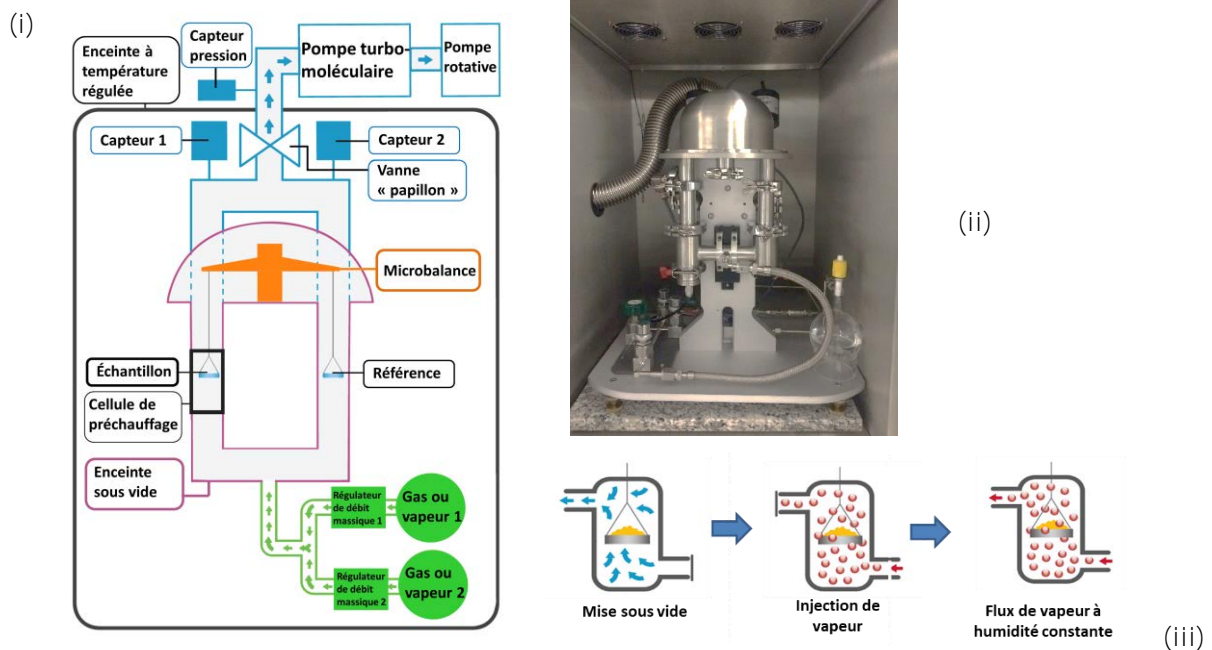 (i)
Enceinte à
température
régulée
Capteur
pression
Pompe turbo-
moléculaire
Pompe
rotative
Capteur 1
Capteur 2
Vanne
« papillon »
Microbalance
Échantillon
Référence
Cellule de
préchauffage
Enceinte
sous vide
Régulateur
de débit
massique 1
Gas ou
vapeur 1
Régulateur
de débit
massique 2
Gas ou
vapeur 2
(ii)
Mise sous vide
Injection de
vapeur
Flux de vapeur à
humidité constante
(iii)